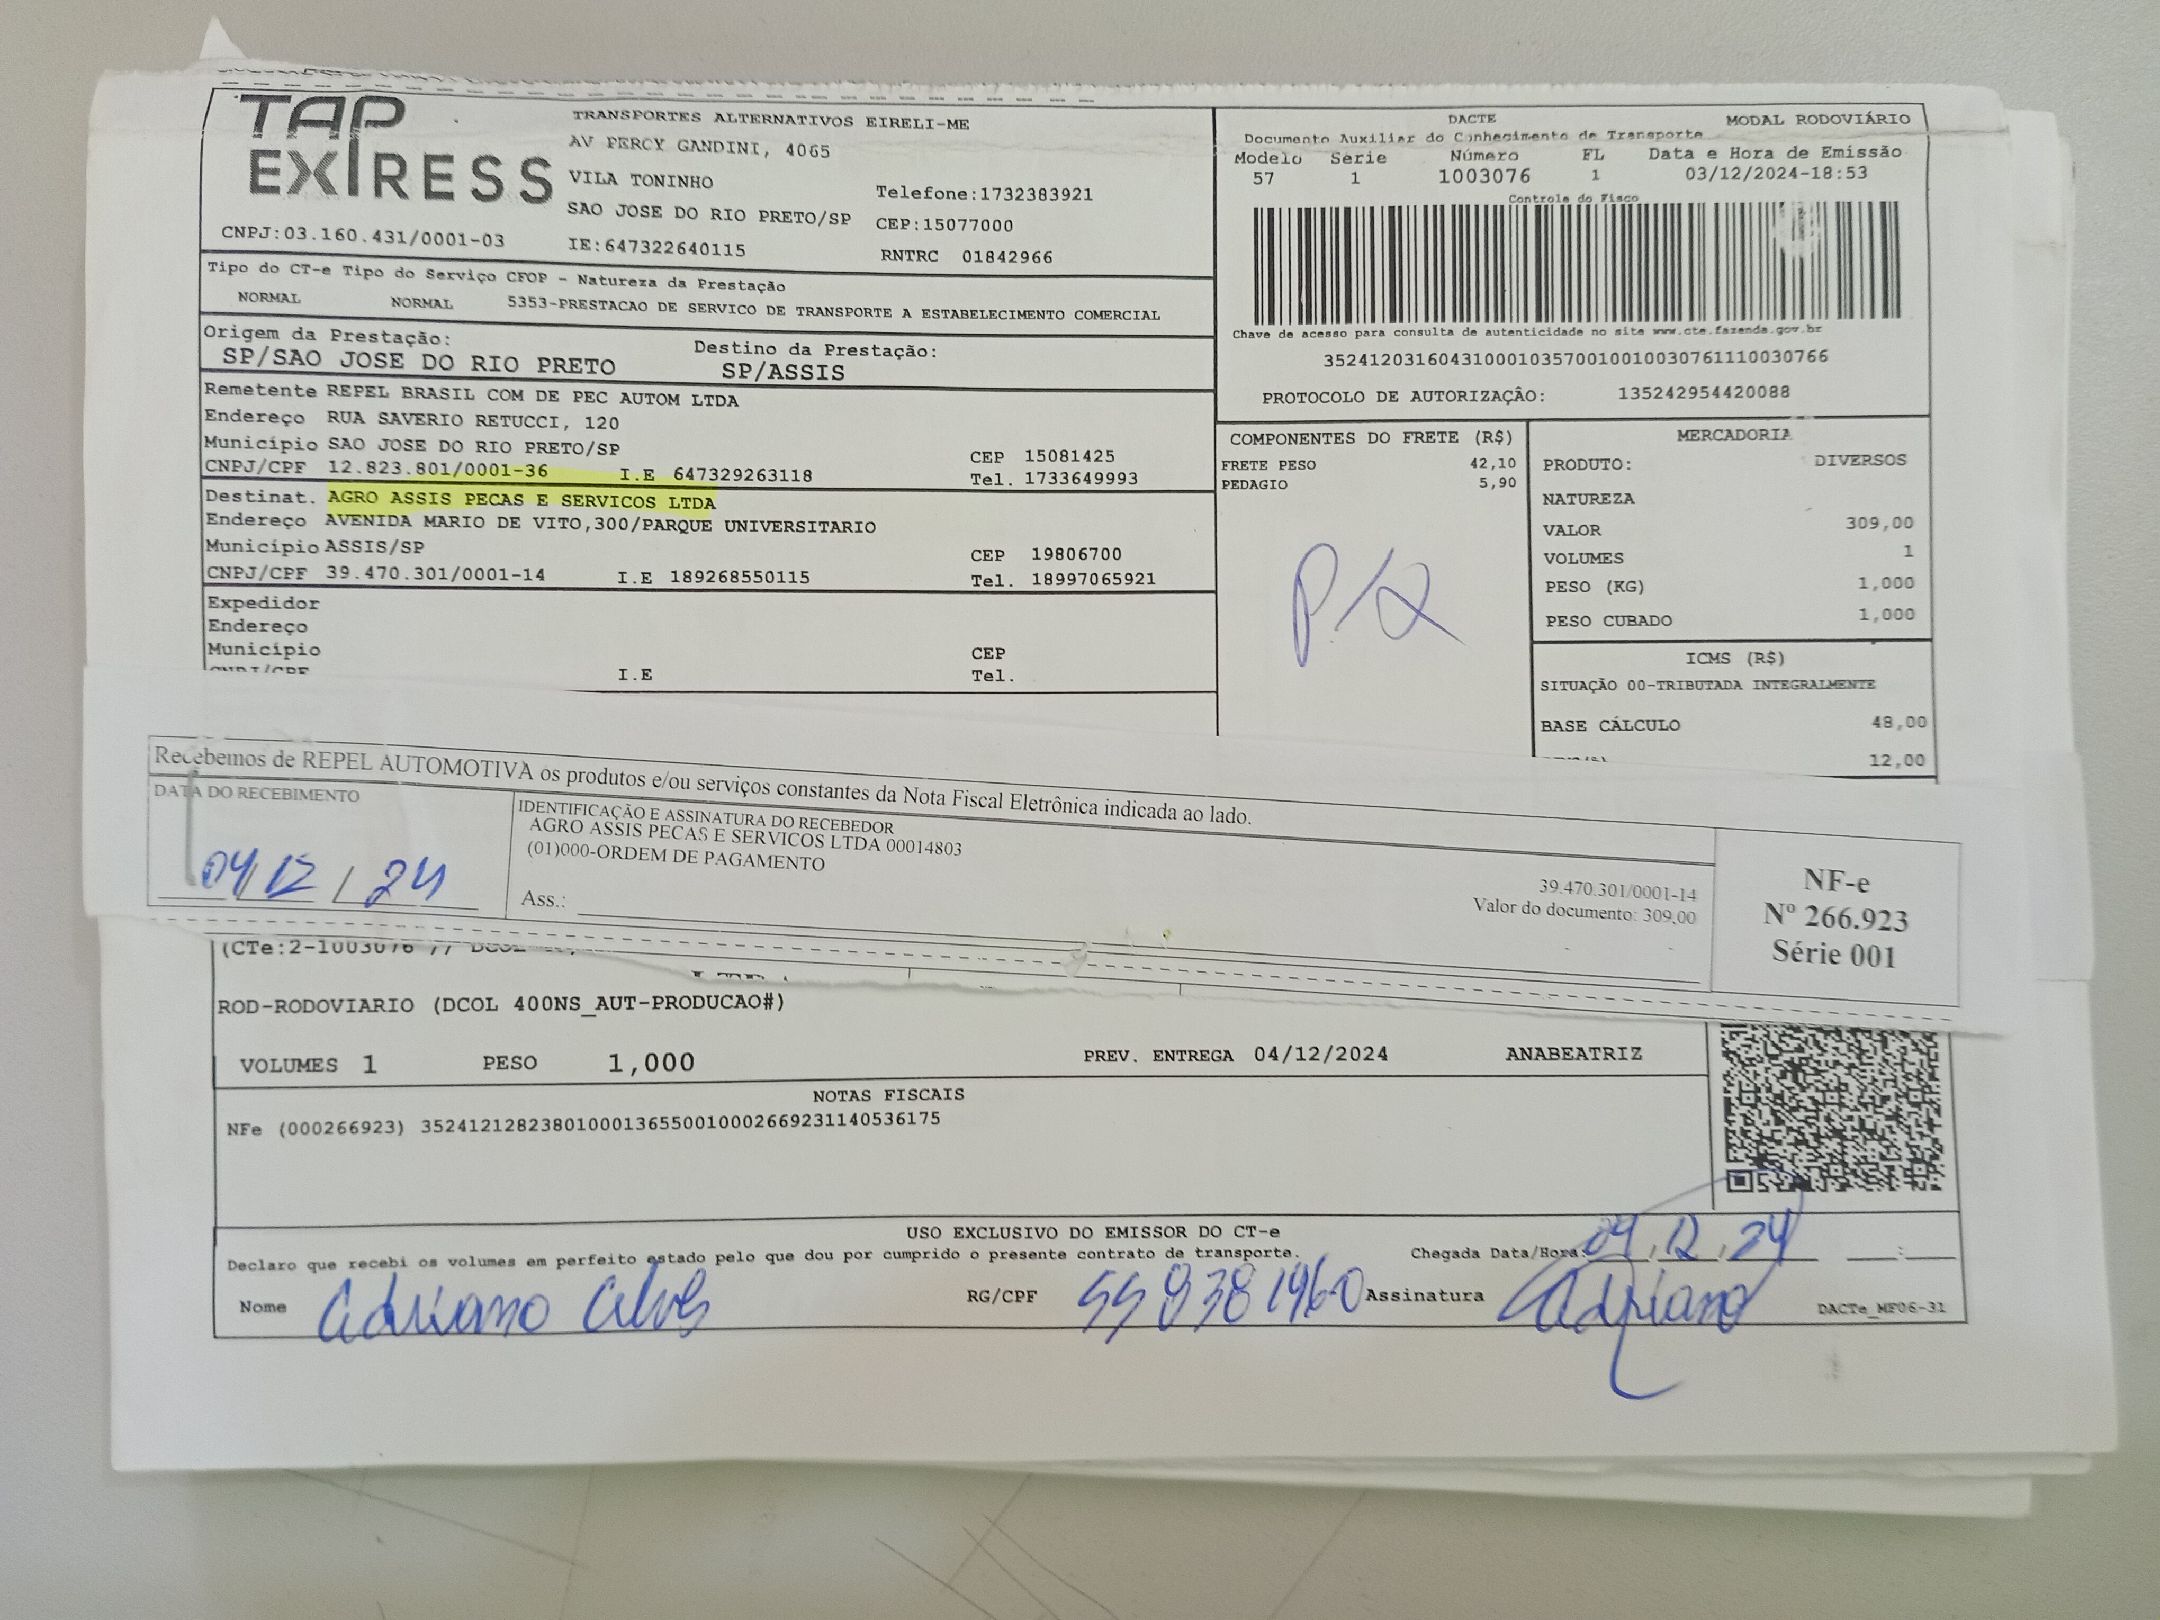 TAP
EXPRESS
TRANSPORTES ALTERNATIVOS EIRELI-ME
AV PERCY GANDINI, 4065
VILA TONINHO
Telefone:1732383921
SAO JOSE DO RIO PRETO/SP CEP:15077000
CNPJ:03.160.431/0001-03 IE:647322640115 RNTRC 01842966
Tipo do CT-e Tipo do Serviço CFOP - Natureza da Prestação
NORMAL NORMAL 5353-PRESTACAO DE SERVICO DE TRANSPORTE A ESTABELECIMENTO COMERCIAL
Origem da Prestação: Destino da Prestação:
SP/SAO JOSE DO RIO PRETO SP/ASSIS
Remetente REPEL BRASIL COM DE PEC AUTOM LTDA
Endereço RUA SAVERIO RETUCCI, 120
Município SAO JOSE DO RIO PRETO/SP CEP 15081425
CNPJ/CPF 12.823.801/0001-36 I.E 647329263118 Tel. 1733649993
Destinat. AGRO ASSIS PECAS E SERVICOS LTDA
Endereço AVENIDA MARIO DE VITO,300/PARQUE UNIVERSITARIO
Município ASSIS/SP CEP 19806700
CNPJ/CPF 39.470.301/0001-14 I.E 189268550115 Tel. 18997065921
Expedidor
Endereço
Município CEP
CNPJ/CPF I.E Tel.
DACTE MODAL RODOVIÁRIO
Documento Auxiliar do Conhecimento de Transporte
Modelo Serie Número FL Data e Hora de Emissão
57 1 1003076 1 03/12/2024-18:53
Controle do Fisco
Chave de acesso para consulta de autenticidade no site www.cte.fazenda.gov.br
35241203160431000103570010010030761110030766
PROTOCOLO DE AUTORIZAÇÃO: 135242954420088
COMPONENTES DO FRETE (R$)
FRETE PESO 42,10
PEDAGIO 5,90
MERCADORIA
PRODUTO: DIVERSOS
NATUREZA
VALOR 309,00
VOLUMES 1
PESO (KG) 1,000
PESO CUBADO 1,000
ICMS (R$)
SITUAÇÃO 00-TRIBUTADA INTEGRALMENTE
BASE CÁLCULO 48,00
12,00
Recebemos de REPEL AUTOMOTIVA os produtos e/ou serviços constantes da Nota Fiscal Eletrônica indicada ao lado.
DATA DO RECEBIMENTO
04/12/24
IDENTIFICAÇÃO E ASSINATURA DO RECEBEDOR
AGRO ASSIS PECAS E SERVICOS LTDA 00014803
(01)000-ORDEM DE PAGAMENTO
39.470.301/0001-14
Ass.: Valor do documento: 309,00
NF-e
Nº 266.923
Série 001
(CTe:2-1003076 // DCOL
ROD-RODOVIARIO (DCOL 400NS_AUT-PRODUCAO#)
VOLUMES 1 PESO 1,000 PREV. ENTREGA 04/12/2024 ANABEATRIZ
NOTAS FISCAIS
NFe (000266923) 35241212823801000136550010002669231140536175
USO EXCLUSIVO DO EMISSOR DO CT-e
Declaro que recebi os volumes em perfeito estado pelo que dou por cumprido o presente contrato de transporte. Chegada Data/Hora: 04/12/24 :
Nome Adriano Alves RG/CPF 559381960 Assinatura Adriano DACTe_MF06-31